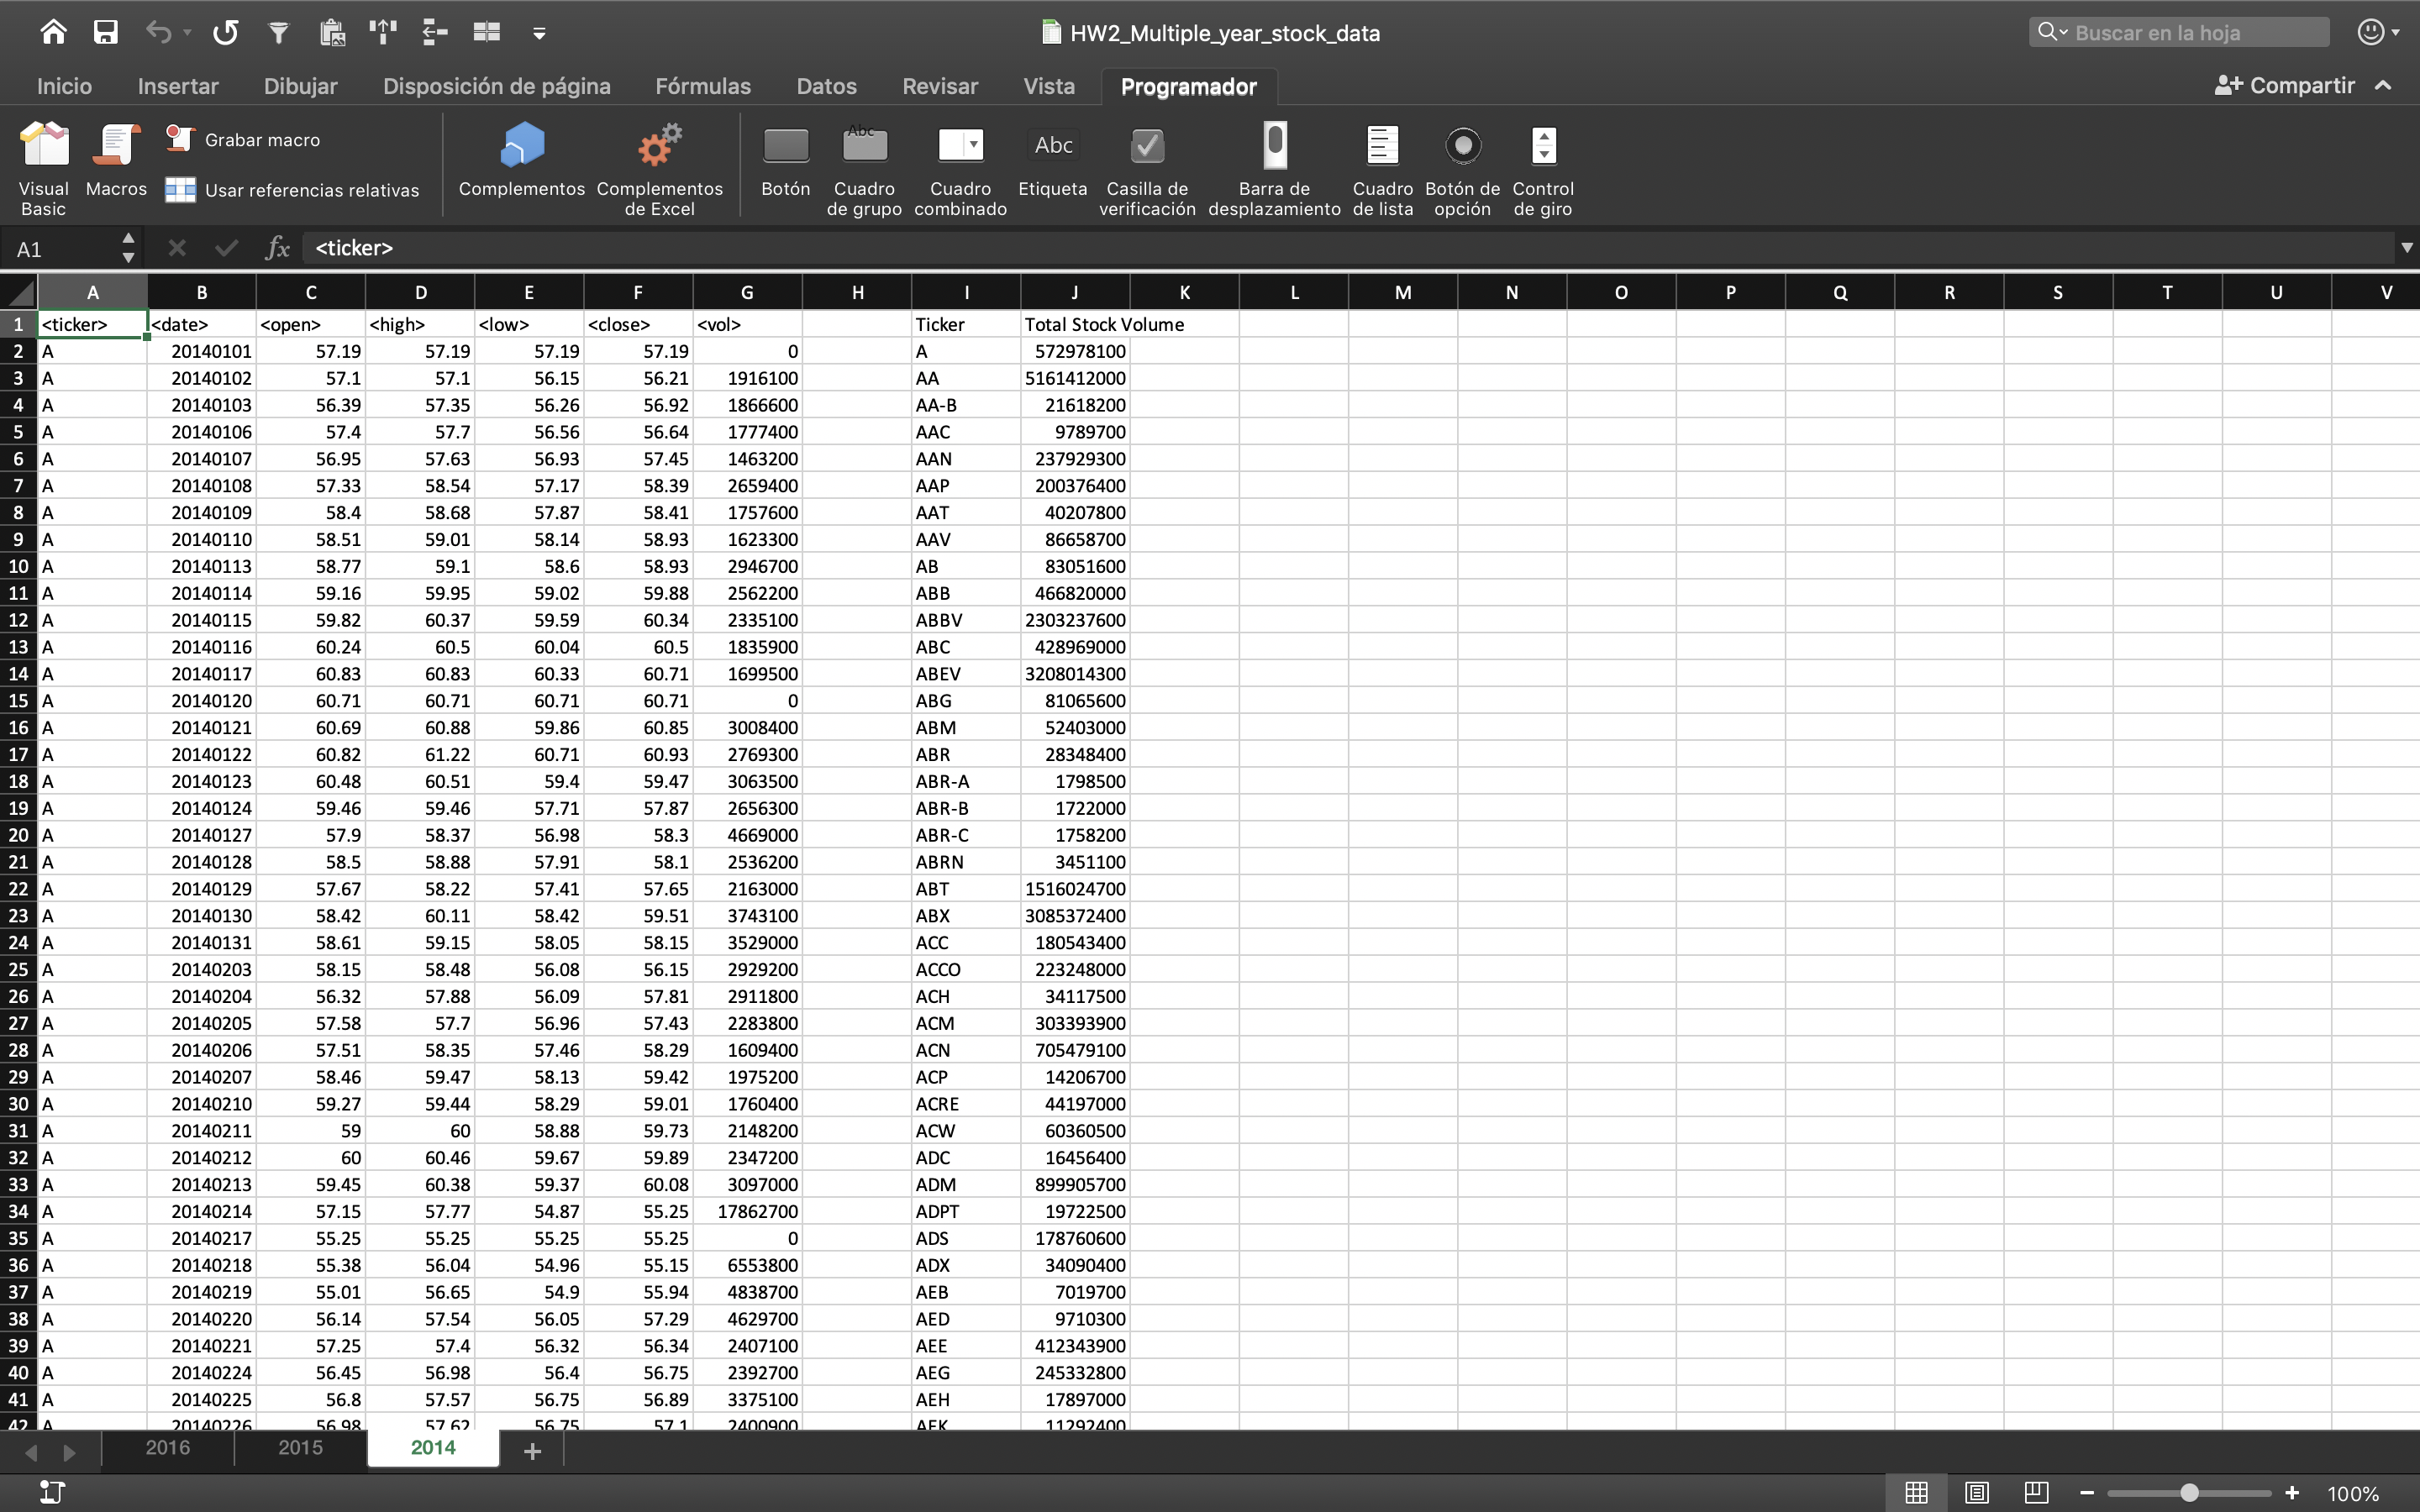 HW2_Multiple_year_stock_data
Buscar en la hoja
Inicio Insertar Dibujar Disposición de página Fórmulas Datos Revisar Vista Programador Compartir
Visual Basic
Macros
Grabar macro
Usar referencias relativas
Complementos
Complementos de Excel
Botón
Abc
Cuadro de grupo
Cuadro combinado
Abc
Etiqueta
Casilla de verificación
Barra de desplazamiento
Cuadro de lista
Botón de opción
Control de giro
A1 fx <ticker>
A B C D E F G H I J K L M N O P Q R S T U V
1 <ticker> <date> <open> <high> <low> <close> <vol> Ticker Total Stock Volume
2 A 20140101 57.19 57.19 57.19 57.19 0 A 572978100
3 A 20140102 57.1 57.1 56.15 56.21 1916100 AA 5161412000
4 A 20140103 56.39 57.35 56.26 56.92 1866600 AA-B 21618200
5 A 20140106 57.4 57.7 56.56 56.64 1777400 AAC 9789700
6 A 20140107 56.95 57.63 56.93 57.45 1463200 AAN 237929300
7 A 20140108 57.33 58.54 57.17 58.39 2659400 AAP 200376400
8 A 20140109 58.4 58.68 57.87 58.41 1757600 AAT 40207800
9 A 20140110 58.51 59.01 58.14 58.93 1623300 AAV 86658700
10 A 20140113 58.77 59.1 58.6 58.93 2946700 AB 83051600
11 A 20140114 59.16 59.95 59.02 59.88 2562200 ABB 466820000
12 A 20140115 59.82 60.37 59.59 60.34 2335100 ABBV 2303237600
13 A 20140116 60.24 60.5 60.04 60.5 1835900 ABC 428969000
14 A 20140117 60.83 60.83 60.33 60.71 1699500 ABEV 3208014300
15 A 20140120 60.71 60.71 60.71 60.71 0 ABG 81065600
16 A 20140121 60.69 60.88 59.86 60.85 3008400 ABM 52403000
17 A 20140122 60.82 61.22 60.71 60.93 2769300 ABR 28348400
18 A 20140123 60.48 60.51 59.4 59.47 3063500 ABR-A 1798500
19 A 20140124 59.46 59.46 57.71 57.87 2656300 ABR-B 1722000
20 A 20140127 57.9 58.37 56.98 58.3 4669000 ABR-C 1758200
21 A 20140128 58.5 58.88 57.91 58.1 2536200 ABRN 3451100
22 A 20140129 57.67 58.22 57.41 57.65 2163000 ABT 1516024700
23 A 20140130 58.42 60.11 58.42 59.51 3743100 ABX 3085372400
24 A 20140131 58.61 59.15 58.05 58.15 3529000 ACC 180543400
25 A 20140203 58.15 58.48 56.08 56.15 2929200 ACCO 223248000
26 A 20140204 56.32 57.88 56.09 57.81 2911800 ACH 34117500
27 A 20140205 57.58 57.7 56.96 57.43 2283800 ACM 303393900
28 A 20140206 57.51 58.35 57.46 58.29 1609400 ACN 705479100
29 A 20140207 58.46 59.47 58.13 59.42 1975200 ACP 14206700
30 A 20140210 59.27 59.44 58.29 59.01 1760400 ACRE 44197000
31 A 20140211 59 60 58.88 59.73 2148200 ACW 60360500
32 A 20140212 60 60.46 59.67 59.89 2347200 ADC 16456400
33 A 20140213 59.45 60.38 59.37 60.08 3097000 ADM 899905700
34 A 20140214 57.15 57.77 54.87 55.25 17862700 ADPT 19722500
35 A 20140217 55.25 55.25 55.25 55.25 0 ADS 178760600
36 A 20140218 55.38 56.04 54.96 55.15 6553800 ADX 34090400
37 A 20140219 55.01 56.65 54.9 55.94 4838700 AEB 7019700
38 A 20140220 56.14 57.54 56.05 57.29 4629700 AED 9710300
39 A 20140221 57.25 57.4 56.32 56.34 2407100 AEE 412343900
40 A 20140224 56.45 56.98 56.4 56.75 2392700 AEG 245332800
41 A 20140225 56.8 57.57 56.75 56.89 3375100 AEH 17897000
42 A 20140226 56.98 57.62 56.75 57.1 2400900 AEK 11292400
2016 2015 2014 +
100%